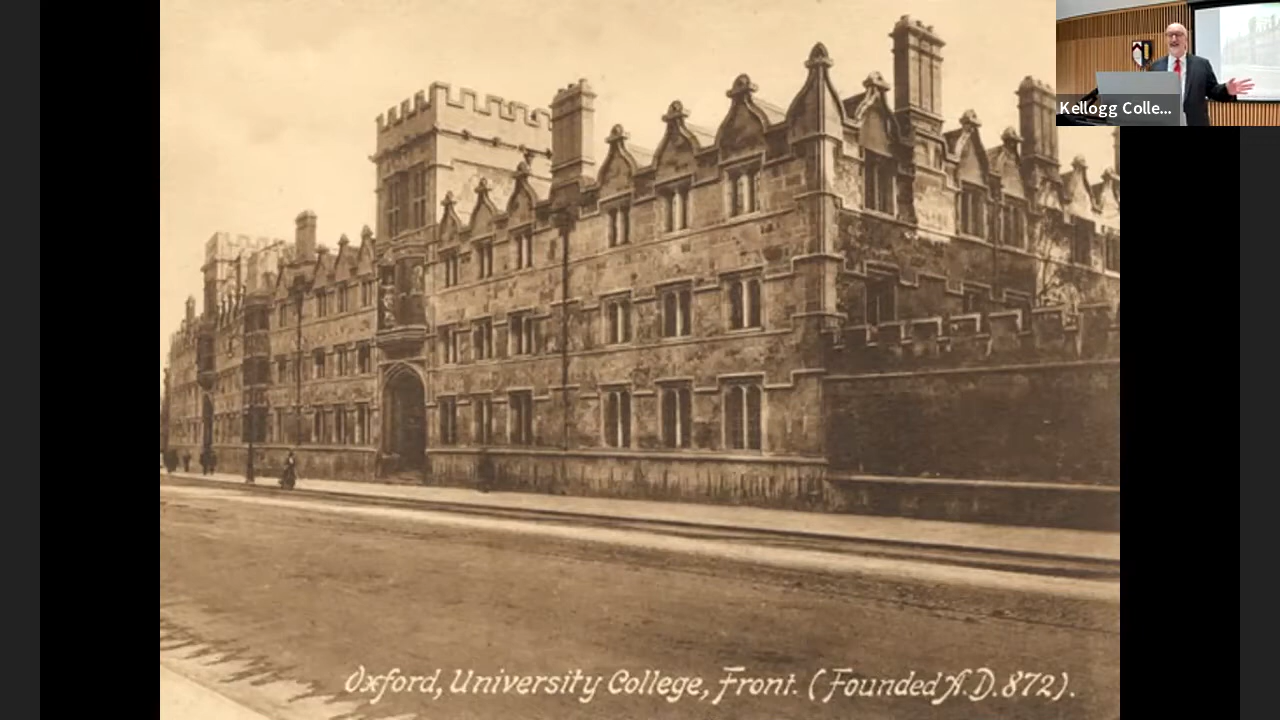 Kellogg Colle...
Oxford, University College, Front. (Founded A.D. 872).